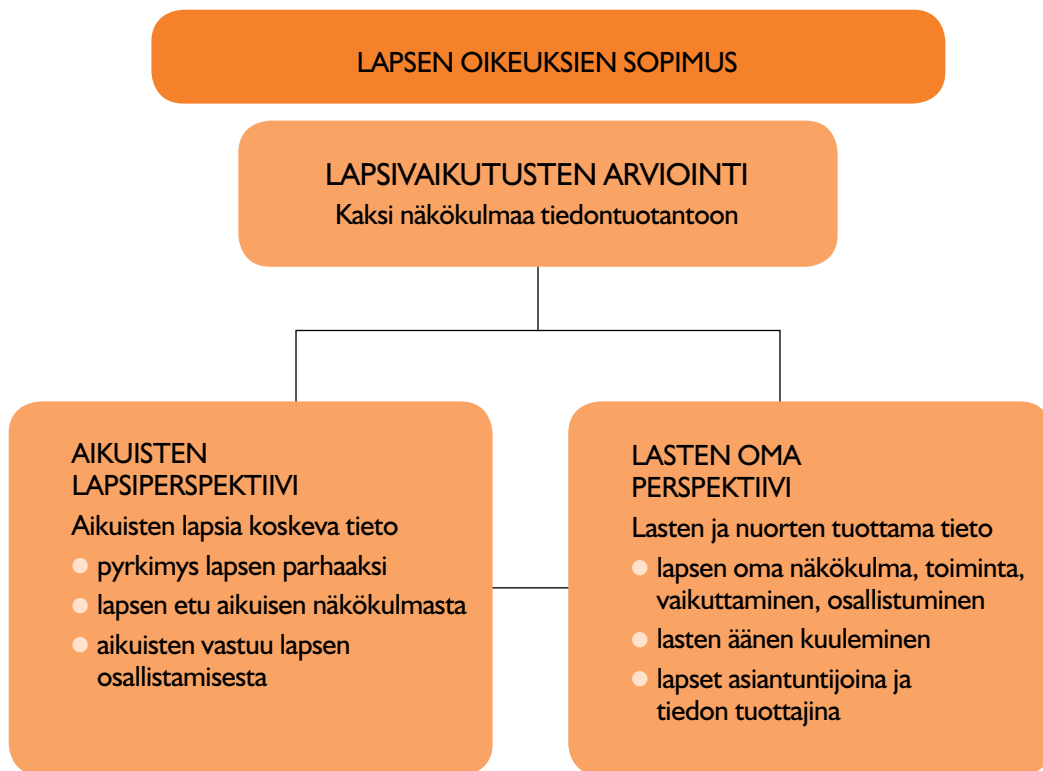 LAPSEN OIKEUKSIEN SOPIMUS
LAPSIVAIKUTUSTEN ARVIOINTI
Kaksi näkökulmaa tiedontuotantoon
AIKUISTEN
LAPSIPERSPEKTIIVI
Aikuisten lapsia koskeva tieto
pyrkimys lapsen parhaaksi
lapsen etu aikuisen näkökulmasta
aikuisten vastuu lapsen
osallistamisesta
LASTEN OMA
PERSPEKTIIVI
Lasten ja nuorten tuottama tieto
lapsen oma näkökulma, toiminta,
vaikuttaminen, osallistuminen
lasten äänen kuuleminen
lapset asiantuntijoina ja
tiedon tuottajina